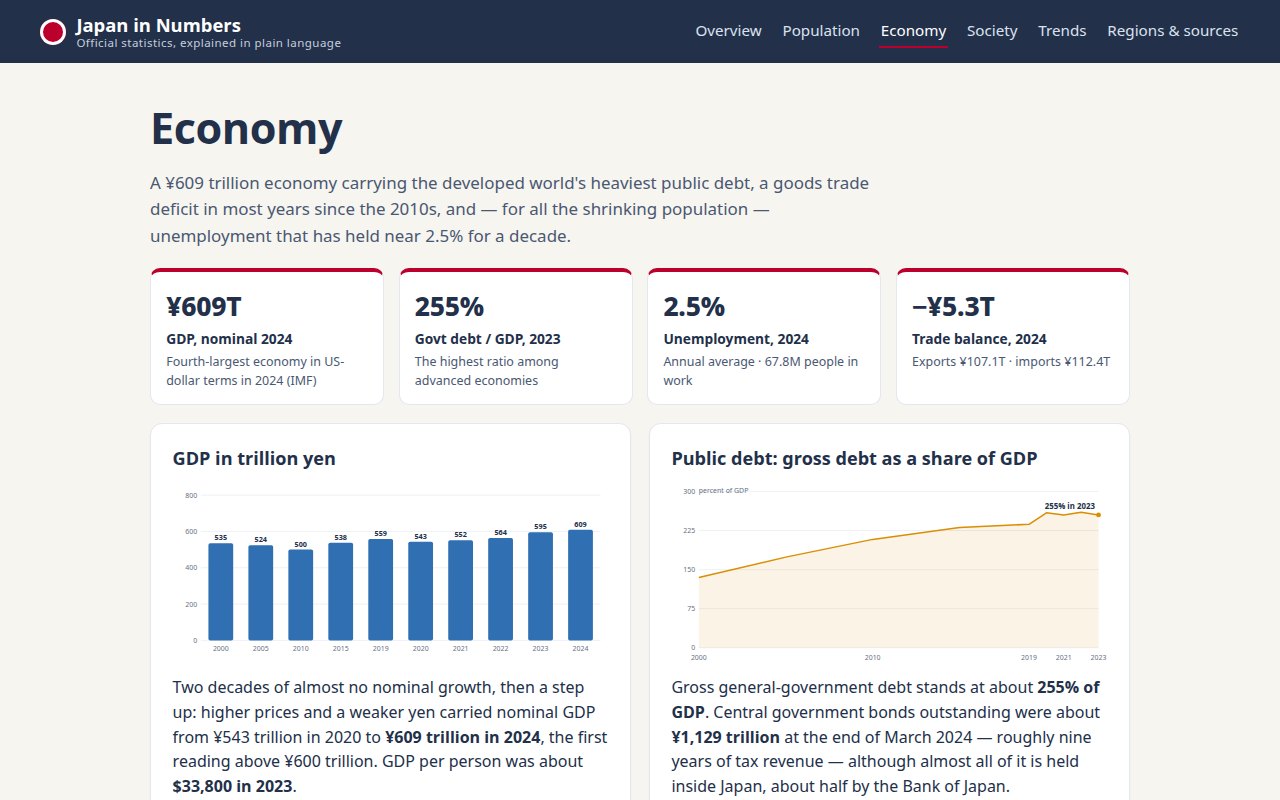 Japan in Numbers
Official statistics, explained in plain language
Overview Population Economy Society Trends Regions & sources
Economy
A ¥609 trillion economy carrying the developed world's heaviest public debt, a goods trade
deficit in most years since the 2010s, and — for all the shrinking population —
unemployment that has held near 2.5% for a decade.
¥609T
GDP, nominal 2024
Fourth-largest economy in US-
dollar terms in 2024 (IMF)
255%
Govt debt / GDP, 2023
The highest ratio among
advanced economies
2.5%
Unemployment, 2024
Annual average · 67.8M people in
work
−¥5.3T
Trade balance, 2024
Exports ¥107.1T · imports ¥112.4T
GDP in trillion yen
800
600
400
200
0
535 524 500 538 559 543 552 564 595 609
2000 2005 2010 2015 2019 2020 2021 2022 2023 2024
Two decades of almost no nominal growth, then a step
up: higher prices and a weaker yen carried nominal GDP
from ¥543 trillion in 2020 to ¥609 trillion in 2024, the first
reading above ¥600 trillion. GDP per person was about
$33,800 in 2023.
Public debt: gross debt as a share of GDP
300 percent of GDP
255% in 2023
225
150
75
0
2000 2010 2019 2021 2023
Gross general-government debt stands at about 255% of
GDP. Central government bonds outstanding were about
¥1,129 trillion at the end of March 2024 — roughly nine
years of tax revenue — although almost all of it is held
inside Japan, about half by the Bank of Japan.